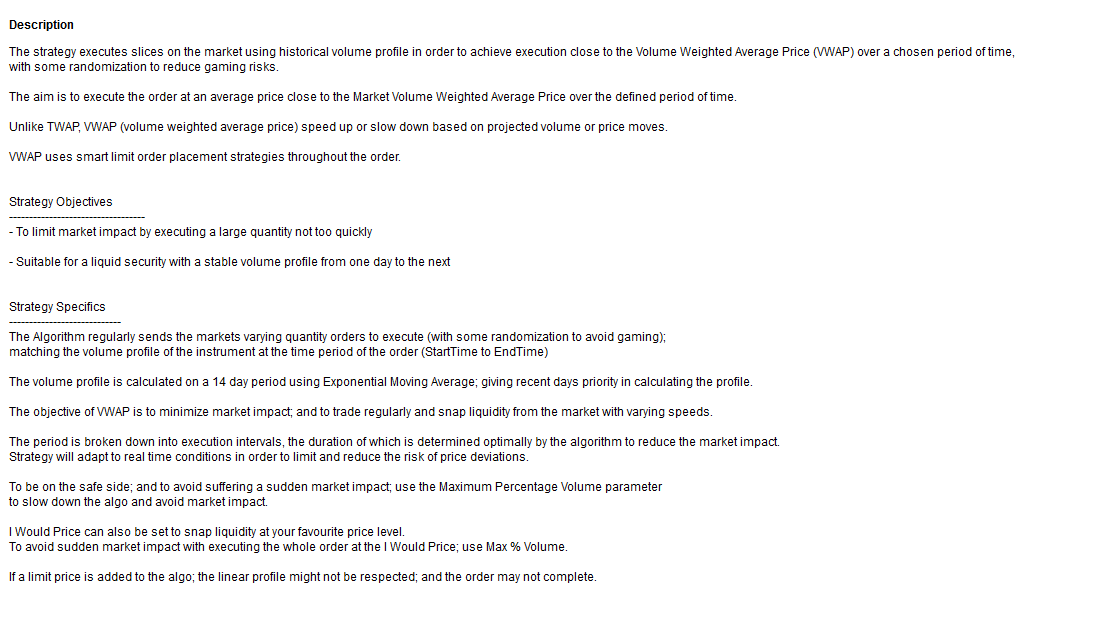 Description
The strategy executes slices on the market using historical volume profile in order to achieve execution close to the Volume Weighted Average Price (VWAP) over a chosen period of time,
with some randomization to reduce gaming risks.
The aim is to execute the order at an average price close to the Market Volume Weighted Average Price over the defined period of time.
Unlike TWAP, VWAP (volume weighted average price) speed up or slow down based on projected volume or price moves.
VWAP uses smart limit order placement strategies throughout the order.
Strategy Objectives
----------------------------------
- To limit market impact by executing a large quantity not too quickly
- Suitable for a liquid security with a stable volume profile from one day to the next
Strategy Specifics
----------------------------
The Algorithm regularly sends the markets varying quantity orders to execute (with some randomization to avoid gaming);
matching the volume profile of the instrument at the time period of the order (StartTime to EndTime)
The volume profile is calculated on a 14 day period using Exponential Moving Average; giving recent days priority in calculating the profile.
The objective of VWAP is to minimize market impact; and to trade regularly and snap liquidity from the market with varying speeds.
The period is broken down into execution intervals, the duration of which is determined optimally by the algorithm to reduce the market impact.
Strategy will adapt to real time conditions in order to limit and reduce the risk of price deviations.
To be on the safe side; and to avoid suffering a sudden market impact; use the Maximum Percentage Volume parameter
to slow down the algo and avoid market impact.
I Would Price can also be set to snap liquidity at your favourite price level.
To avoid sudden market impact with executing the whole order at the I Would Price; use Max % Volume.
If a limit price is added to the algo; the linear profile might not be respected; and the order may not complete.